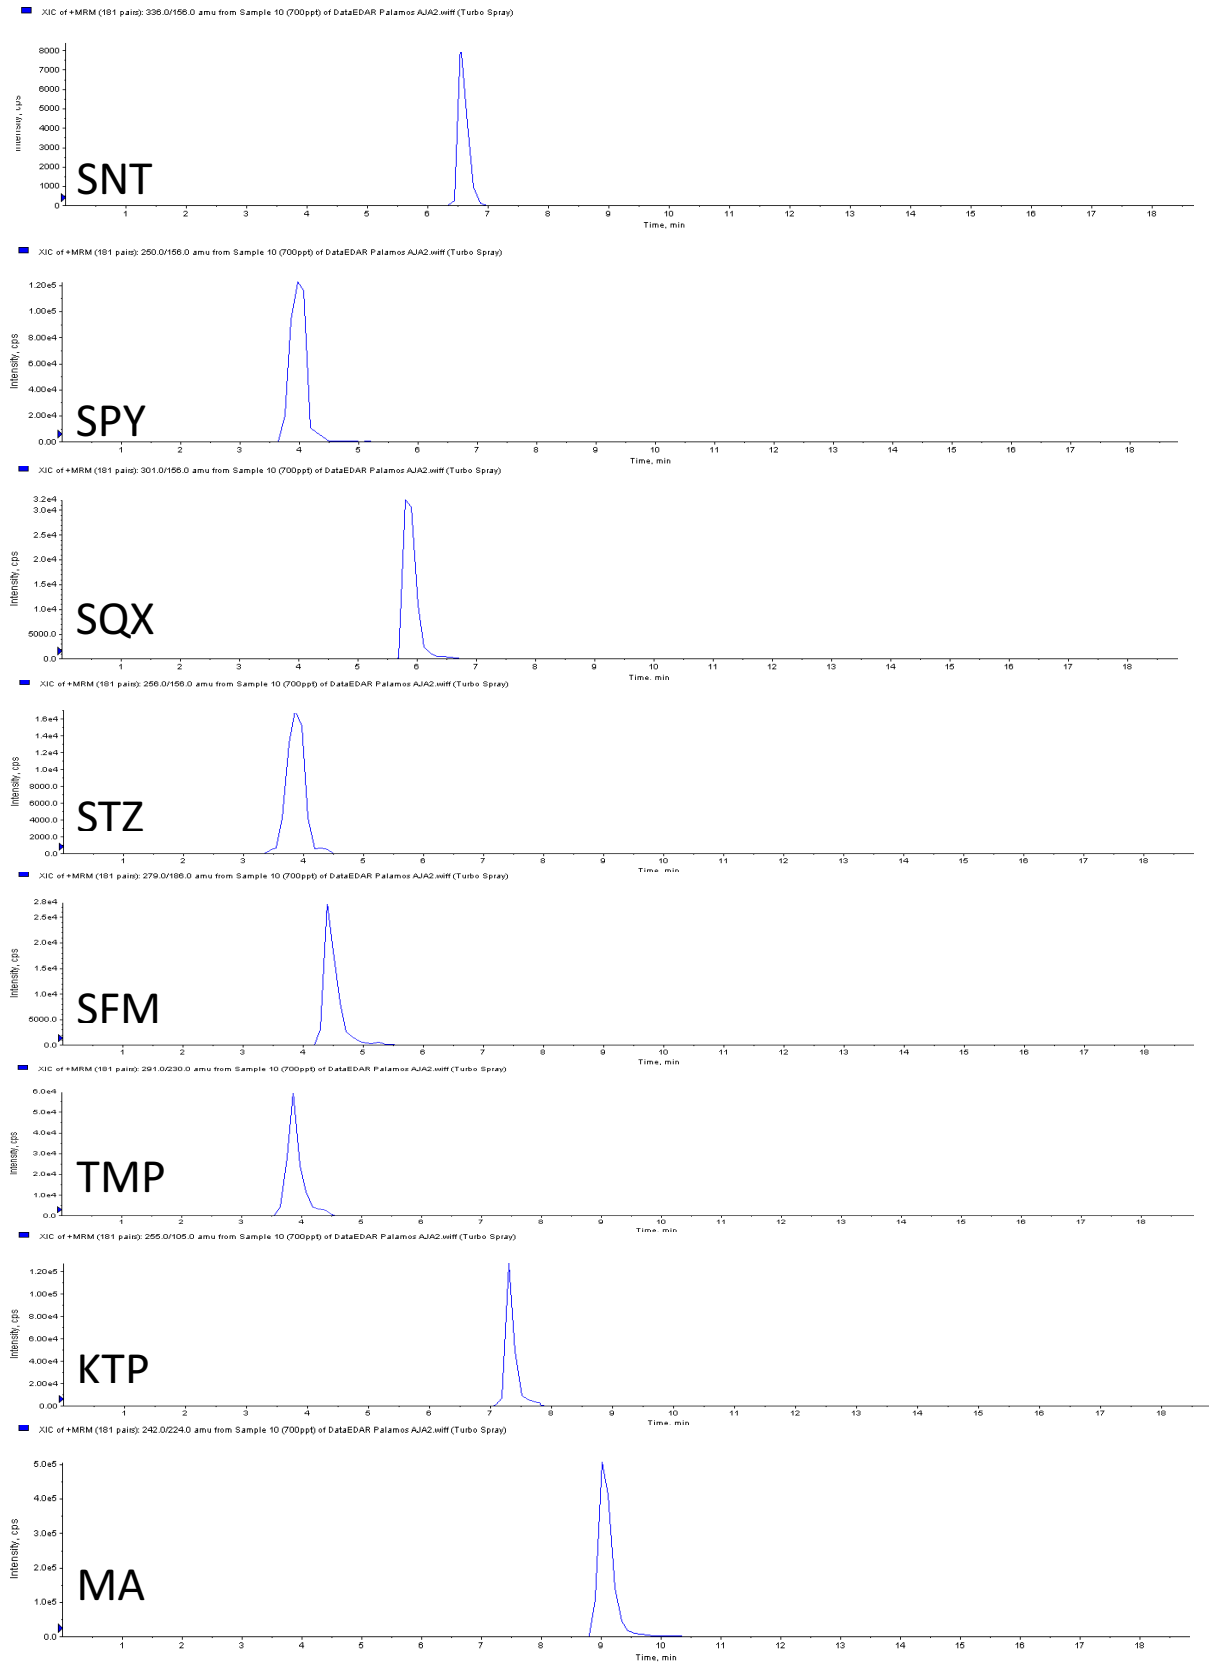 XIC of +MRM (181 pairs): 336.0/156.0 amu from Sample 10 (700ppt) of DataEDAR Palamos AJA2.wiff (Turbo Spray)
Intensity, cps
8000
7000
6000
5000
4000
3000
2000
1000
0
SNT
1 2 3 4 5 6 7 8 9 10 11 12 13 14 15 16 17 18
Time, min
XIC of +MRM (181 pairs): 250.0/156.0 amu from Sample 10 (700ppt) of DataEDAR Palamos AJA2.wiff (Turbo Spray)
Intensity, cps
1.20e5
1.00e5
8.00e4
6.00e4
4.00e4
2.00e4
0.00
SPY
1 2 3 4 5 6 7 8 9 10 11 12 13 14 15 16 17 18
Time, min
XIC of +MRM (181 pairs): 301.0/156.0 amu from Sample 10 (700ppt) of DataEDAR Palamos AJA2.wiff (Turbo Spray)
Intensity, cps
3.2e4
3.0e4
2.5e4
2.0e4
1.5e4
1.0e4
5000.0
0.0
SQX
1 2 3 4 5 6 7 8 9 10 11 12 13 14 15 16 17 18
Time, min
XIC of +MRM (181 pairs): 256.0/156.0 amu from Sample 10 (700ppt) of DataEDAR Palamos AJA2.wiff (Turbo Spray)
Intensity, cps
1.6e4
1.4e4
1.2e4
1.0e4
8000.0
6000.0
4000.0
2000.0
0.0
STZ
1 2 3 4 5 6 7 8 9 10 11 12 13 14 15 16 17 18
Time, min
XIC of +MRM (181 pairs): 279.0/186.0 amu from Sample 10 (700ppt) of DataEDAR Palamos AJA2.wiff (Turbo Spray)
Intensity, cps
2.8e4
2.5e4
2.0e4
1.5e4
1.0e4
5000.0
0.0
SFM
1 2 3 4 5 6 7 8 9 10 11 12 13 14 15 16 17 18
Time, min
XIC of +MRM (181 pairs): 291.0/230.0 amu from Sample 10 (700ppt) of DataEDAR Palamos AJA2.wiff (Turbo Spray)
Intensity, cps
6.0e4
5.0e4
4.0e4
3.0e4
2.0e4
1.0e4
0.0
TMP
1 2 3 4 5 6 7 8 9 10 11 12 13 14 15 16 17 18
Time, min
XIC of +MRM (181 pairs): 255.0/105.0 amu from Sample 10 (700ppt) of DataEDAR Palamos AJA2.wiff (Turbo Spray)
Intensity, cps
1.20e5
1.00e5
8.00e4
6.00e4
4.00e4
2.00e4
0.00
KTP
1 2 3 4 5 6 7 8 9 10 11 12 13 14 15 16 17 18
Time, min
XIC of +MRM (181 pairs): 242.0/224.0 amu from Sample 10 (700ppt) of DataEDAR Palamos AJA2.wiff (Turbo Spray)
Intensity, cps
5.0e5
4.0e5
3.0e5
2.0e5
1.0e5
0.0
MA
1 2 3 4 5 6 7 8 9 10 11 12 13 14 15 16 17 18
Time, min